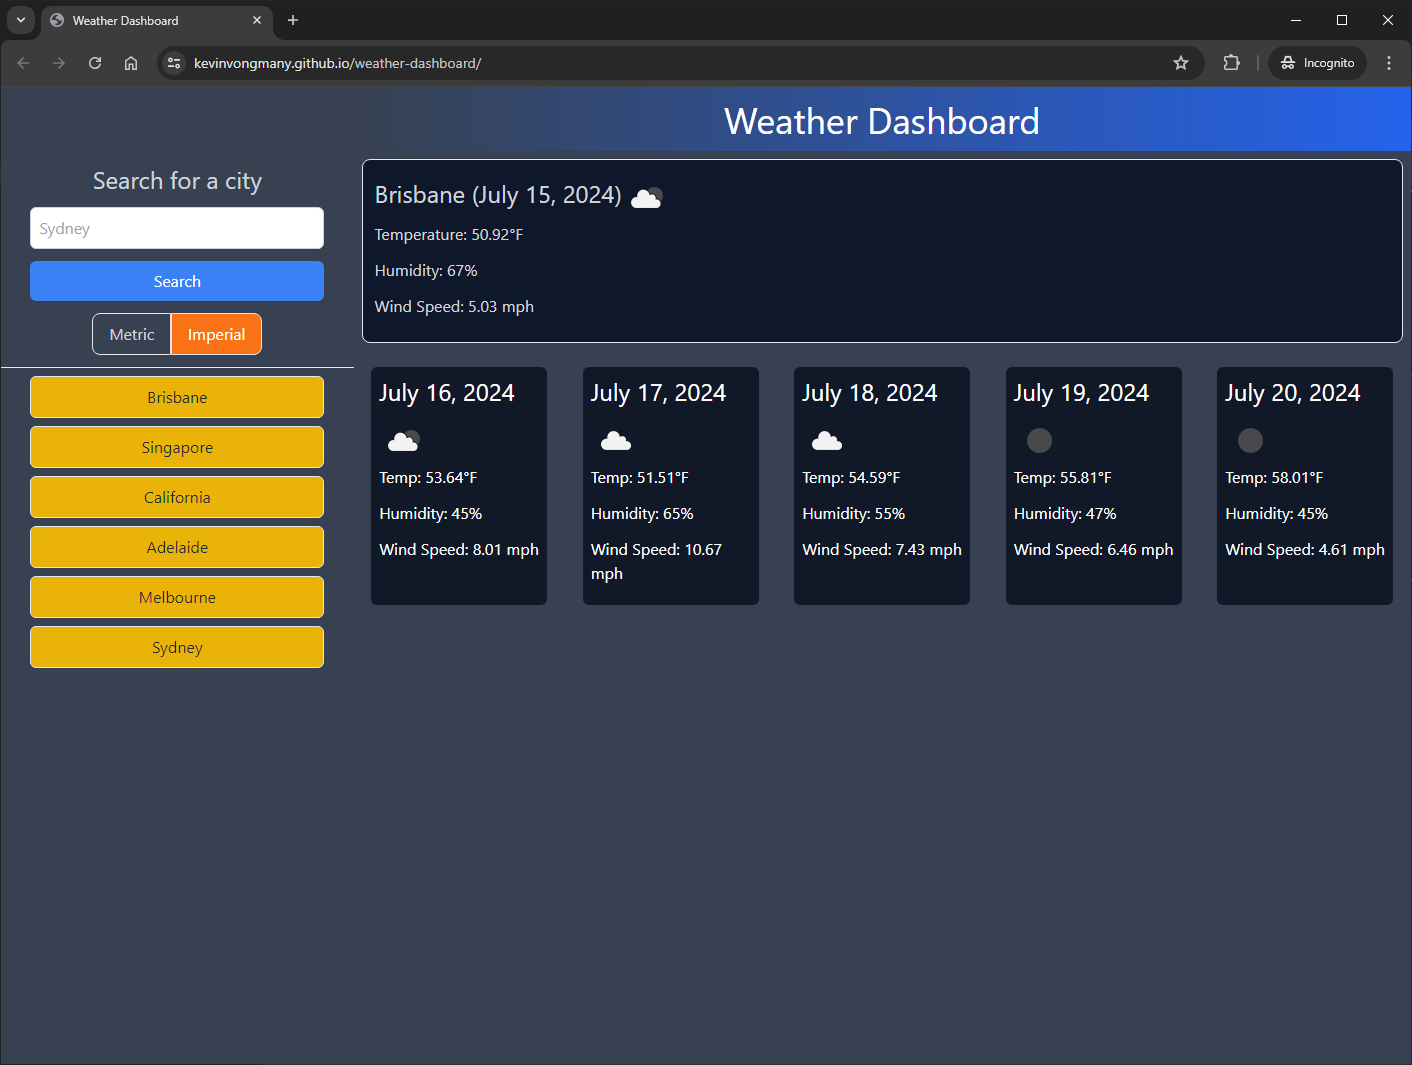 Weather Dashboard
kevinvongmany.github.io/weather-dashboard/
Incognito
Weather Dashboard
Search for a city
Sydney
Search
Metric
Imperial
Brisbane
Singapore
California
Adelaide
Melbourne
Sydney
Brisbane (July 15, 2024)
Temperature: 50.92°F
Humidity: 67%
Wind Speed: 5.03 mph
July 16, 2024
Temp: 53.64°F
Humidity: 45%
Wind Speed: 8.01 mph
July 17, 2024
Temp: 51.51°F
Humidity: 65%
Wind Speed: 10.67
mph
July 18, 2024
Temp: 54.59°F
Humidity: 55%
Wind Speed: 7.43 mph
July 19, 2024
Temp: 55.81°F
Humidity: 47%
Wind Speed: 6.46 mph
July 20, 2024
Temp: 58.01°F
Humidity: 45%
Wind Speed: 4.61 mph